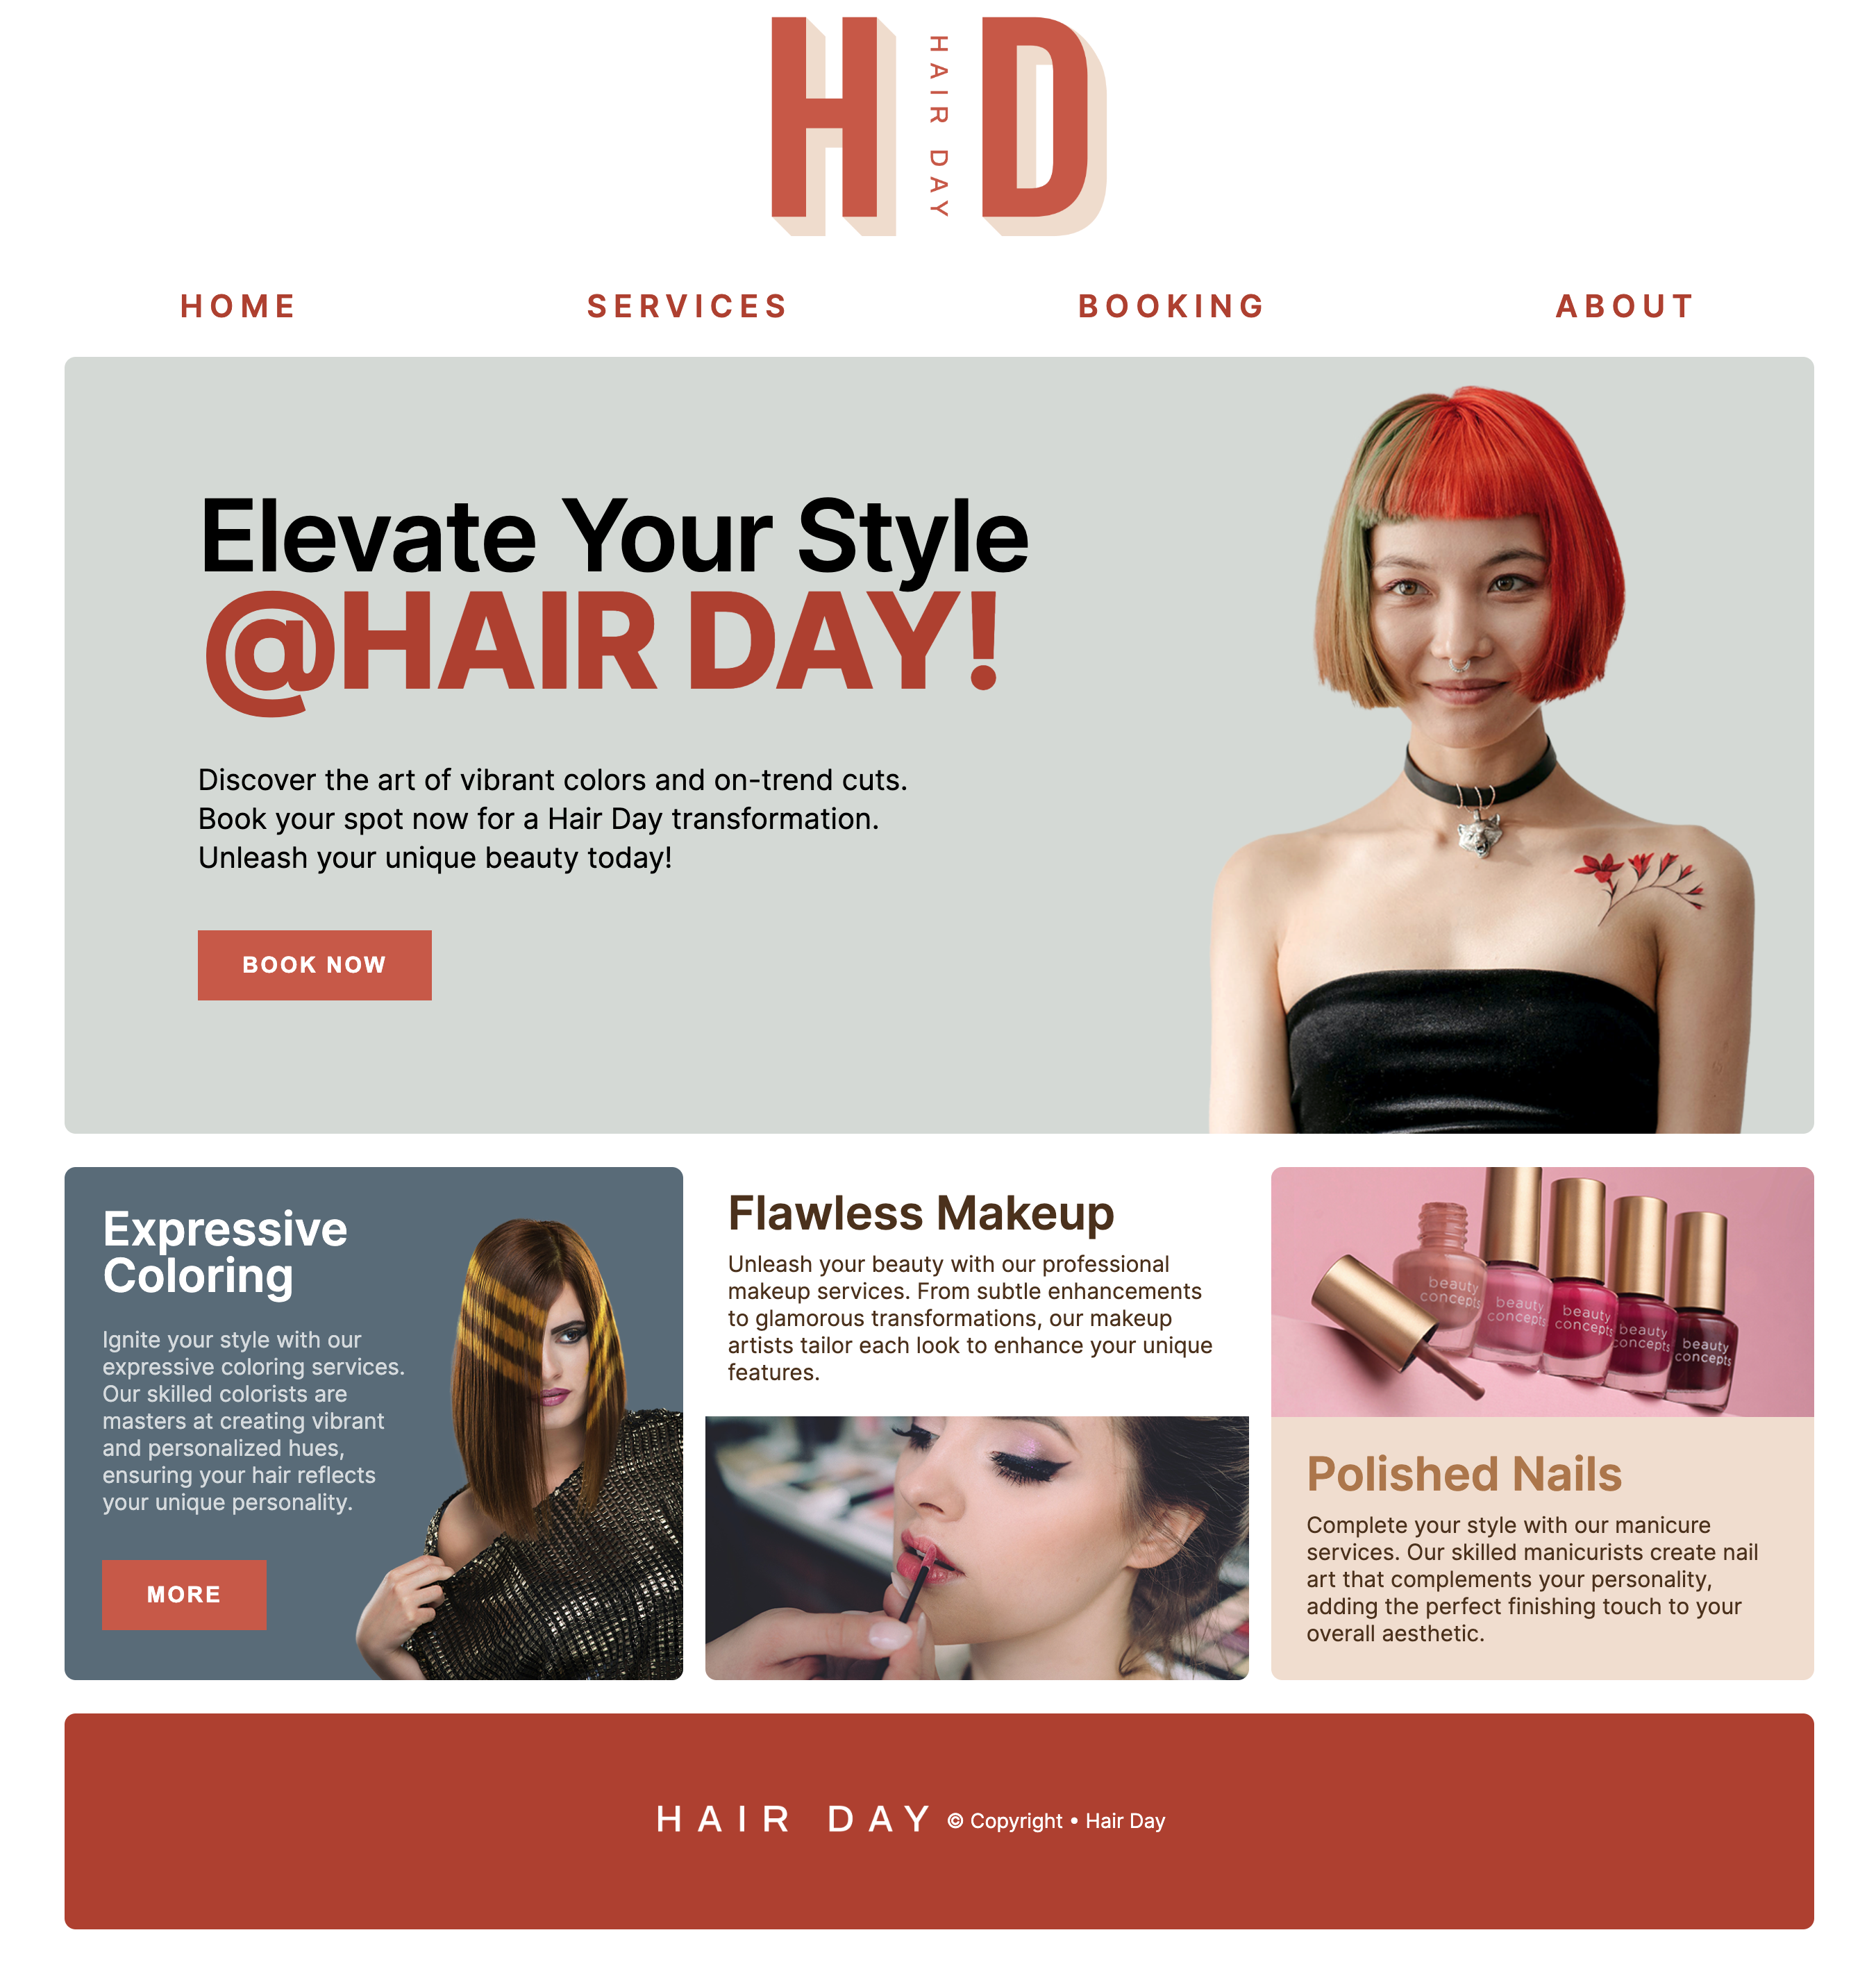 H HAIR DAY D
HOME SERVICES BOOKING ABOUT
Elevate Your Style
@HAIR DAY!
Discover the art of vibrant colors and on-trend cuts.
Book your spot now for a Hair Day transformation.
Unleash your unique beauty today!
BOOK NOW
Expressive
Coloring
Ignite your style with our
expressive coloring services.
Our skilled colorists are
masters at creating vibrant
and personalized hues,
ensuring your hair reflects
your unique personality.
MORE
Flawless Makeup
Unleash your beauty with our professional
makeup services. From subtle enhancements
to glamorous transformations, our makeup
artists tailor each look to enhance your unique
features.
beauty
concepts
beauty
concepts
beauty
concepts
beauty
concepts
beauty
concepts
Polished Nails
Complete your style with our manicure
services. Our skilled manicurists create nail
art that complements your personality,
adding the perfect finishing touch to your
overall aesthetic.
HAIR DAY © Copyright • Hair Day